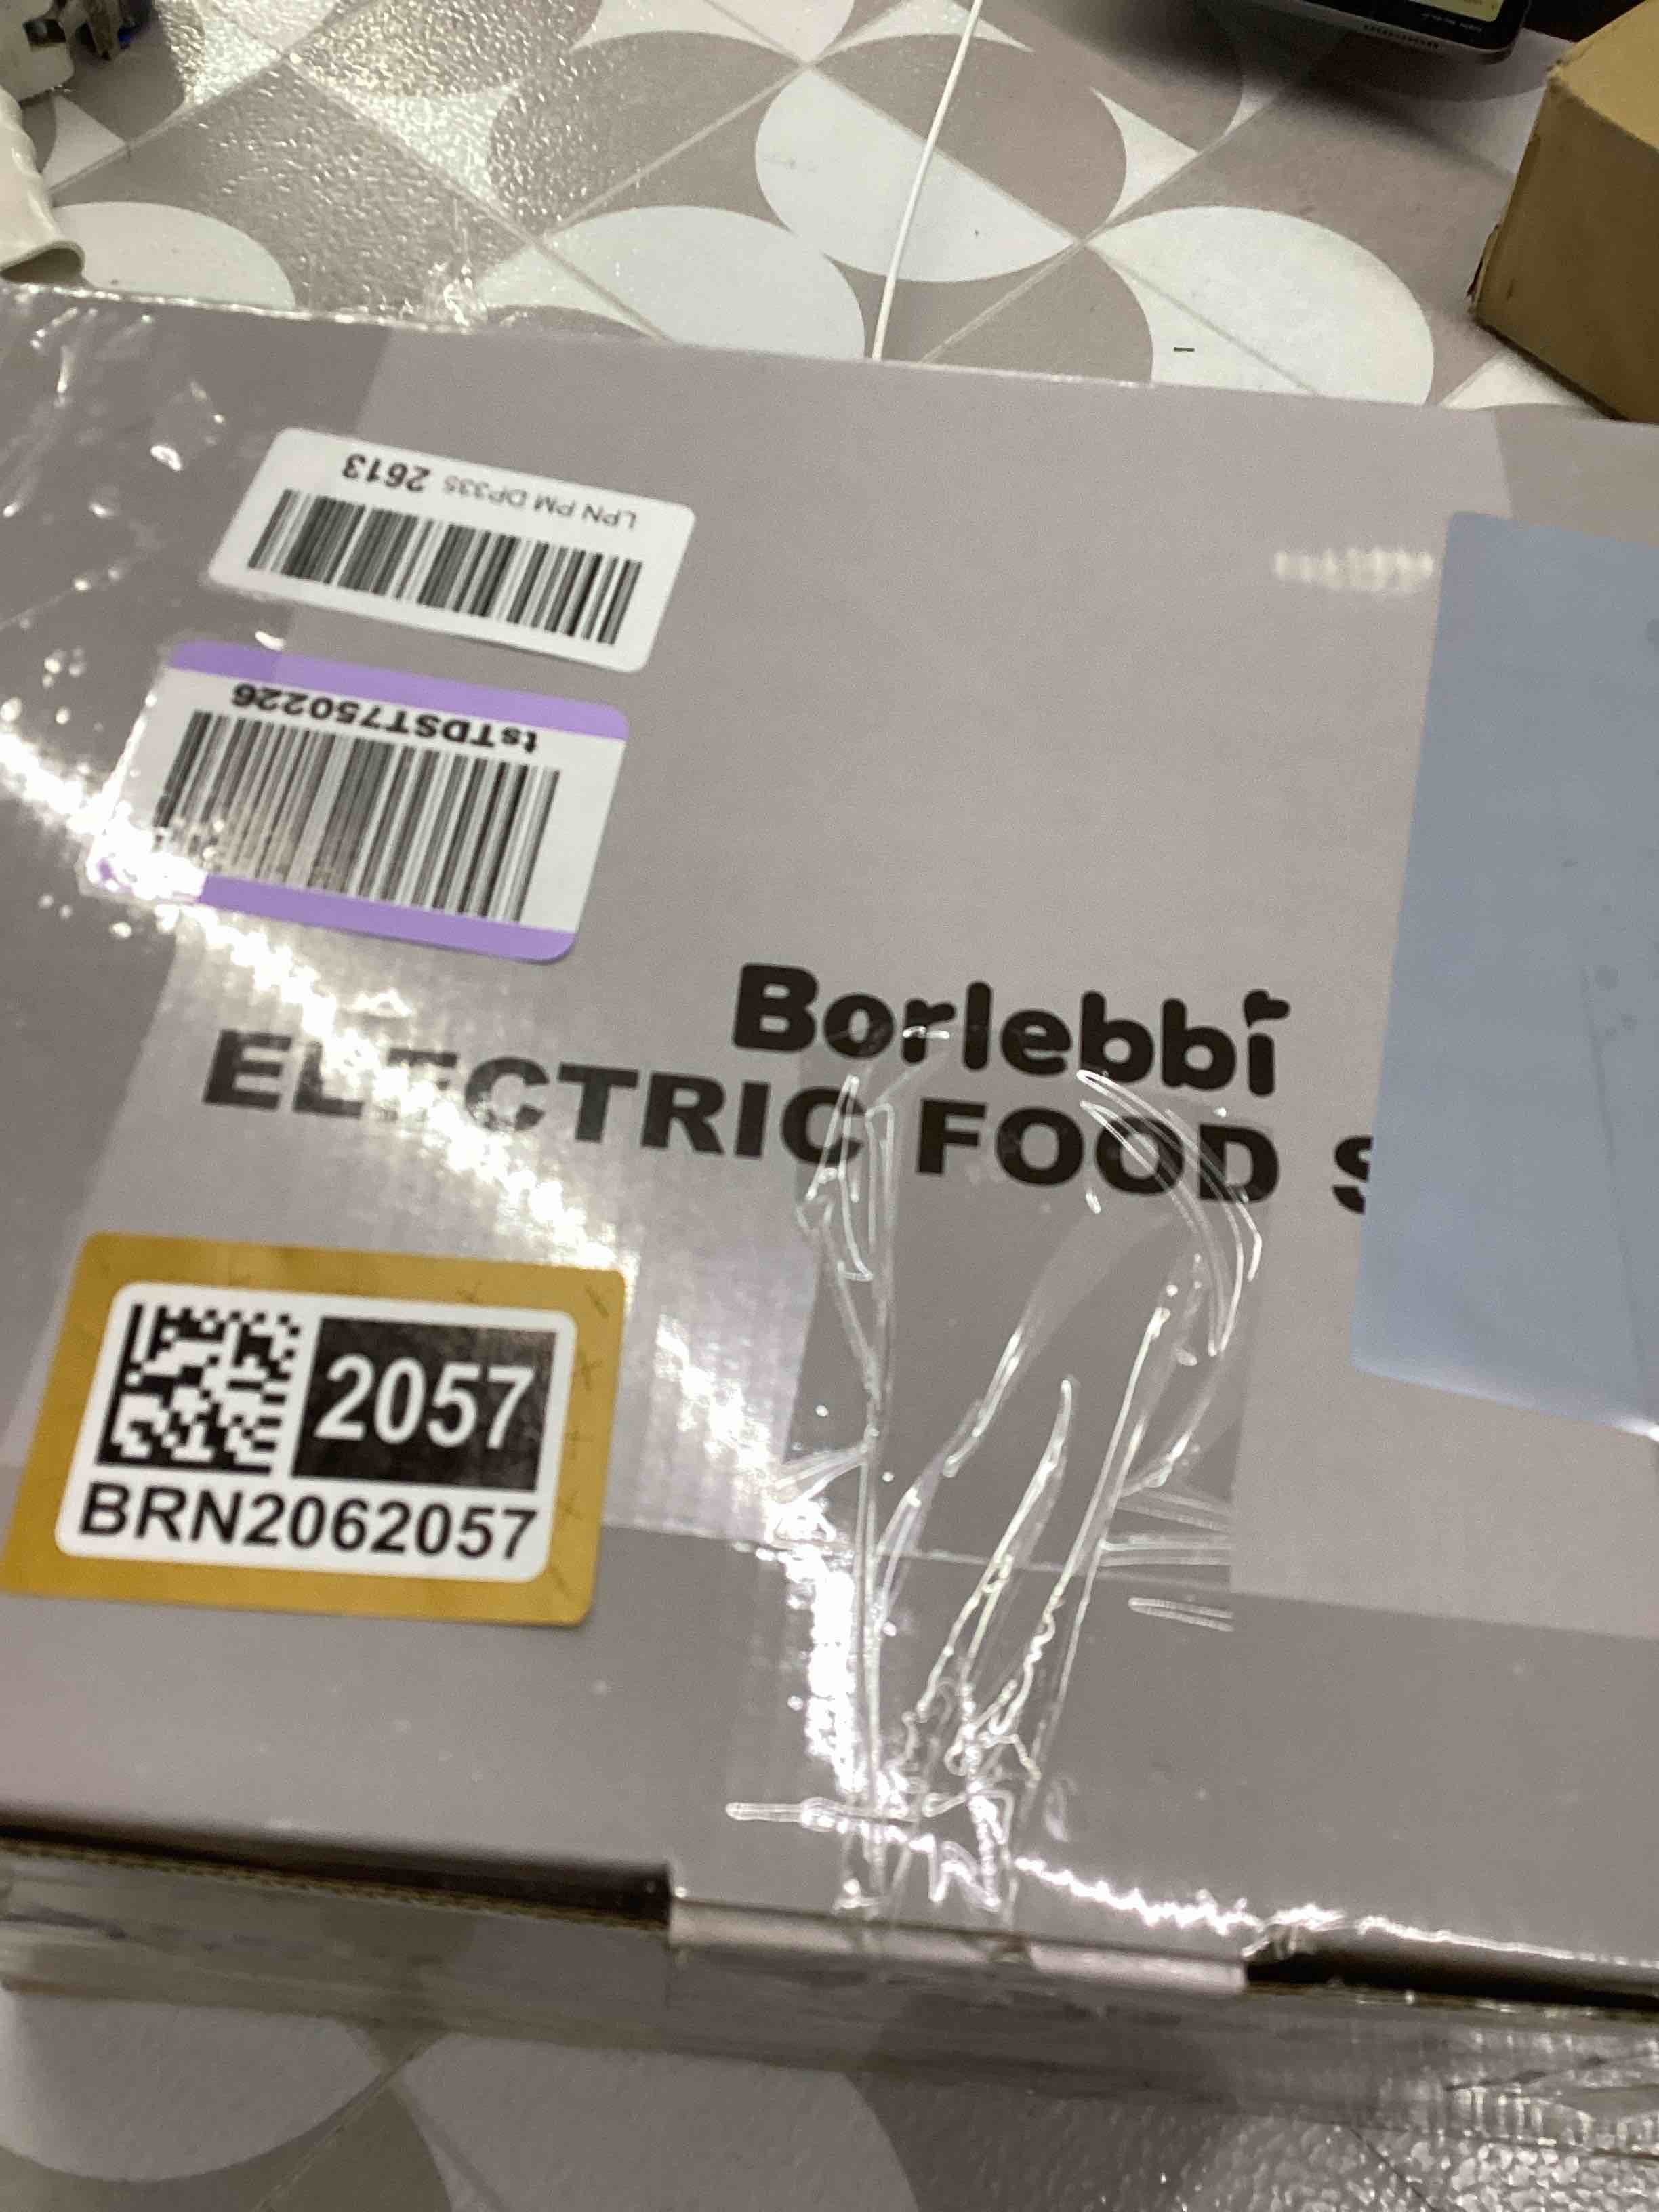 LPN PM DP335 2613
tsTDST750226
Borlebbi
ELECTRIC FOOD S
2057
BRN2062057